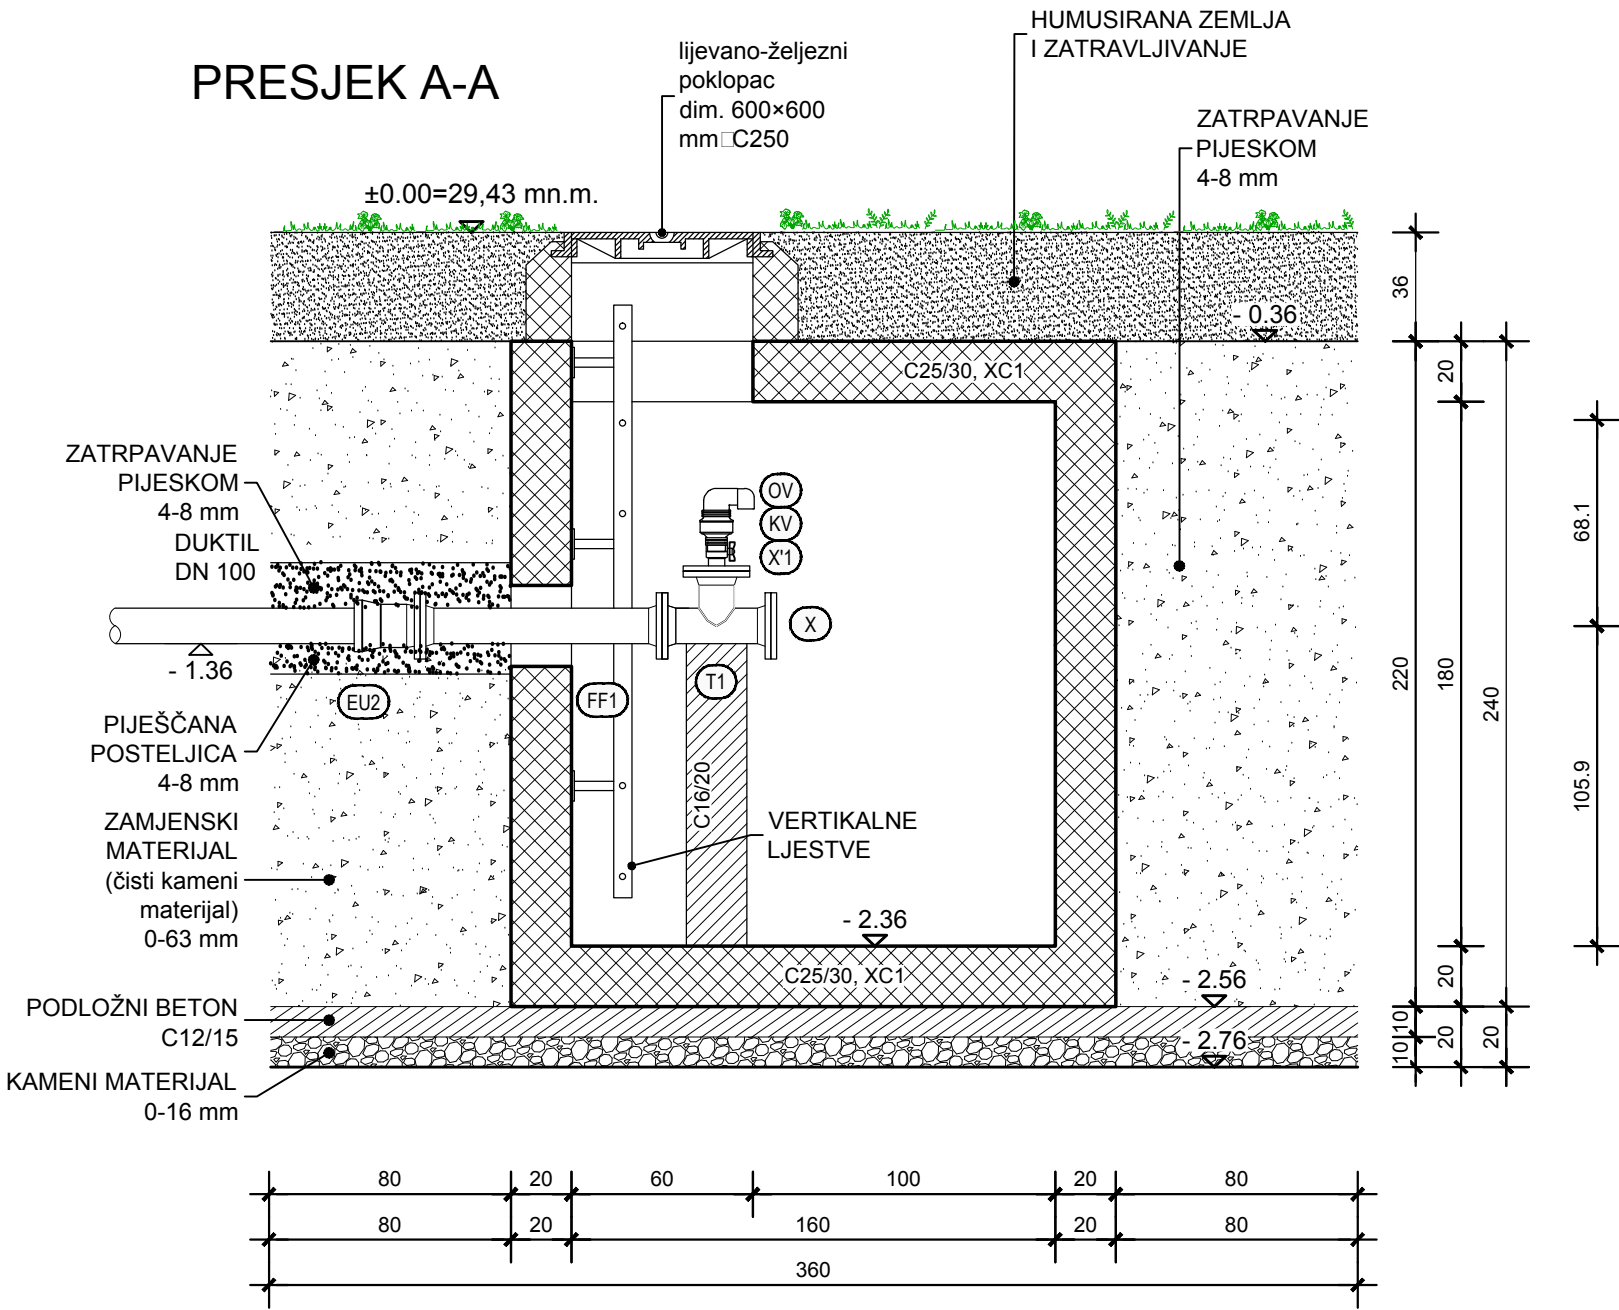 PRESJEK A-A
lijevano-željezni
poklopac
dim. 600×600
mm□C250
HUMUSIRANA ZEMLJA
I ZATRAVLJIVANJE
ZATRPAVANJE
PIJESKOM
4-8 mm
±0.00=29,43 mn.m.
- 0.36
C25/30, XC1
ZATRPAVANJE
PIJESKOM
4-8 mm
DUKTIL
DN 100
OV
KV
X'1
X
- 1.36
EU2
FF1
T1
PIJEŠČANA
POSTELJICA
4-8 mm
C16/20
ZAMJENSKI
MATERIJAL
(čisti kameni
materijal)
0-63 mm
VERTIKALNE
LJESTVE
- 2.36
C25/30, XC1
- 2.56
PODLOŽNI BETON
C12/15
- 2.76
KAMENI MATERIJAL
0-16 mm
36
220
10
10
20
180
20
20
240
20
68.1
105.9
80 20 60 100 20 80
80 20 160 20 80
360